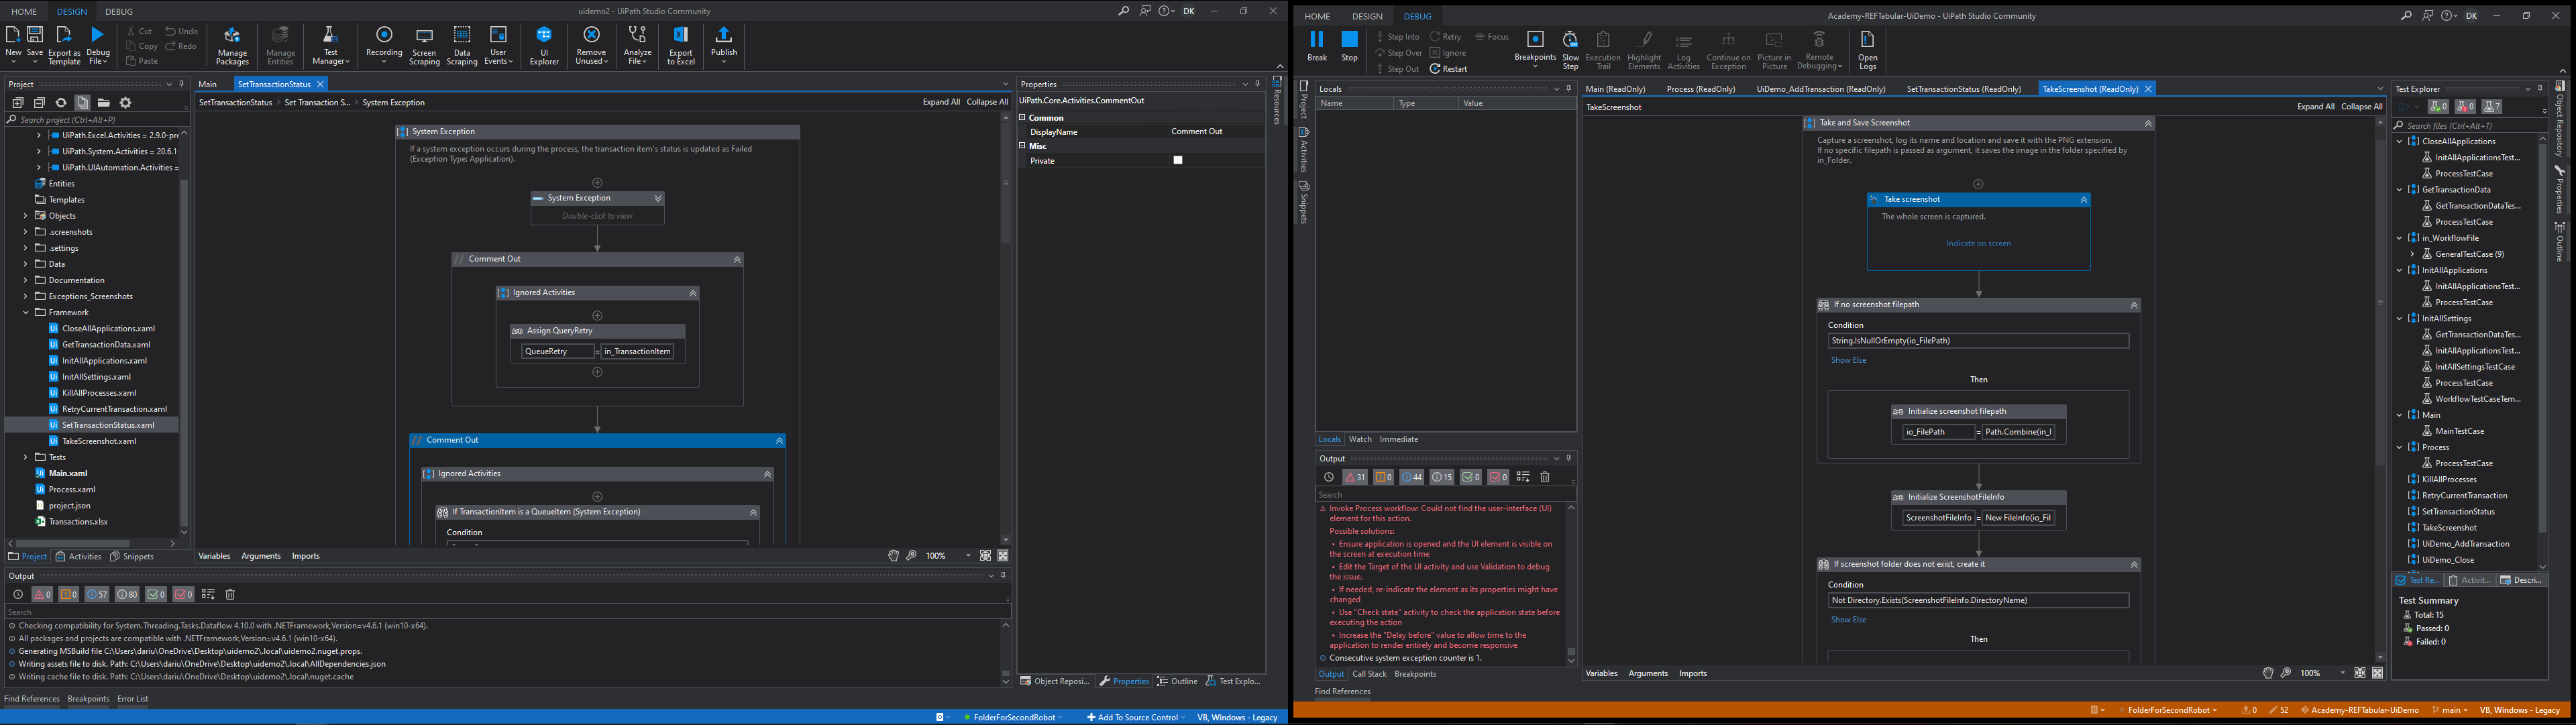 HOME DESIGN DEBUG
uidemo2 - UiPath Studio Community
DK
New Save Export as Template Debug File
Cut Copy Paste Undo Redo
Manage Packages
Manage Entities
Test Manager
Recording
Screen Scraping
Data Scraping
User Events
UI Explorer
Remove Unused
Analyze File
Export to Excel
Publish
Project
Search project (Ctrl+Alt+P)
UiPath.Excel.Activities = 2.9.0-pre
UiPath.System.Activities = 20.6.1-
UiPath.UIAutomation.Activities =
Entities
Templates
Objects
.screenshots
.settings
Data
Documentation
Exceptions_Screenshots
Framework
CloseAllApplications.xaml
GetTransactionData.xaml
InitAllApplications.xaml
InitAllSettings.xaml
KillAllProcesses.xaml
RetryCurrentTransaction.xaml
SetTransactionStatus.xaml
TakeScreenshot.xaml
Tests
Main.xaml
Process.xaml
project.json
Transactions.xlsx
Project Activities Snippets
Main SetTransactionStatus
SetTransactionStatus > Set Transaction S... > System Exception
Expand All Collapse All
System Exception
If a system exception occurs during the process, the transaction item's status is updated as Failed
(Exception Type: Application).
System Exception
Double-click to view
Comment Out
Ignored Activities
Assign QueryRetry
QueueRetry = in_TransactionItem
Comment Out
Ignored Activities
If TransactionItem is a QueueItem (System Exception)
Condition
Variables Arguments Imports
100%
Properties
UiPath.Core.Activities.CommentOut
Common
DisplayName Comment Out
Misc
Private
Resources
Object Reposi... Properties Outline Test Explo...
Output
0 0 57 80 0 0
Search
Checking compatibility for System.Threading.Tasks.Dataflow 4.10.0 with .NETFramework,Version=v4.6.1 (win10-x64).
All packages and projects are compatible with .NETFramework,Version=v4.6.1 (win10-x64).
Generating MSBuild file C:\Users\dariu\OneDrive\Desktop\uidemo2\.local\uidemo2.nuget.props.
Writing assets file to disk. Path: C:\Users\dariu\OneDrive\Desktop\uidemo2\.local\AllDependencies.json
Writing cache file to disk. Path: C:\Users\dariu\OneDrive\Desktop\uidemo2\.local\nuget.cache
Find References Breakpoints Error List
FolderForSecondRobot
Add To Source Control
VB, Windows - Legacy
HOME DESIGN DEBUG
Academy-REFTabular-UiDemo - UiPath Studio Community
DK
Break Stop
Step Into Step Over Step Out
Retry Ignore Restart
Focus
Breakpoints
Slow Step
Execution Trail
Highlight Elements
Log Activities
Continue on Exception
Picture in Picture
Remote Debugging
Open Logs
Project Activities Snippets
Locals
Name Type Value
Locals Watch Immediate
Output
31 0 44 15 0 0
Search
Invoke Process workflow: Could not find the user-interface (UI)
element for this action.
Possible solutions:
• Ensure application is opened and the UI element is visible on
the screen at execution time
• Edit the Target of the UI activity and use Validation to debug
the issue.
• If needed, re-indicate the element as its properties might have
changed
• Use "Check state" activity to check the application state before
executing the action
• Increase the "Delay before" value to allow time to the
application to render entirely and become responsive
Consecutive system exception counter is 1.
Output Call Stack Breakpoints
Find References
Main (ReadOnly) Process (ReadOnly) UiDemo_AddTransaction (ReadOnly) SetTransactionStatus (ReadOnly) TakeScreenshot (ReadOnly)
TakeScreenshot
Expand All Collapse All
Take and Save Screenshot
Capture a screenshot, log its name and location and save it with the PNG extension.
If no specific filepath is passed as argument, it saves the image in the folder specified by
in_Folder.
Take screenshot
The whole screen is captured.
Indicate on screen
If no screenshot filepath
Condition
String.IsNullOrEmpty(io_FilePath)
Show Else
Then
Initialize screenshot filepath
io_FilePath = Path.Combine(in_I
Initialize ScreenshotFileInfo
ScreenshotFileInfo = New FileInfo(io_Fil
If screenshot folder does not exist, create it
Condition
Not Directory.Exists(ScreenshotFileInfo.DirectoryName)
Show Else
Then
Variables Arguments Imports
100%
Test Explorer
0 0 7
Search files (Ctrl+Alt+T)
CloseAllApplications
InitAllApplicationsTest...
ProcessTestCase
GetTransactionData
GetTransactionDataTes...
ProcessTestCase
in_WorkflowFile
GeneralTestCase (9)
InitAllApplications
InitAllApplicationsTest...
ProcessTestCase
InitAllSettings
GetTransactionDataTes...
InitAllApplicationsTest...
InitAllSettingsTestCase
ProcessTestCase
WorkflowTestCaseTem...
Main
MainTestCase
Process
ProcessTestCase
KillAllProcesses
RetryCurrentTransaction
SetTransactionStatus
TakeScreenshot
UiDemo_AddTransaction
UiDemo_Close
Test Re... Activit... Descri...
Test Summary
Total: 15
Passed: 0
Failed: 0
Object Repository Properties Outline
FolderForSecondRobot
0 52
Academy-REFTabular-UiDemo
main
VB, Windows - Legacy